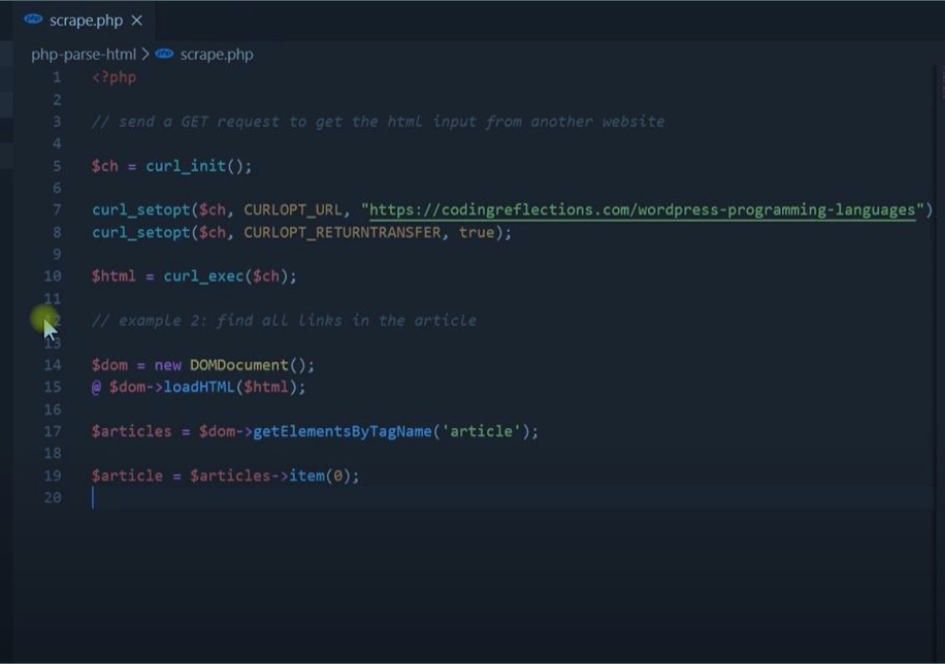 scrape.php
php-parse-html > scrape.php
1 <?php
2
3 // send a GET request to get the html input from another website
4
5 $ch = curl_init();
6
7 curl_setopt($ch, CURLOPT_URL, "https://codingreflections.com/wordpress-programming-languages")
8 curl_setopt($ch, CURLOPT_RETURNTRANSFER, true);
9
10 $html = curl_exec($ch);
11
12 // example 2: find all links in the article
13
14 $dom = new DOMDocument();
15 @ $dom->loadHTML($html);
16
17 $articles = $dom->getElementsByTagName('article');
18
19 $article = $articles->item(0);
20